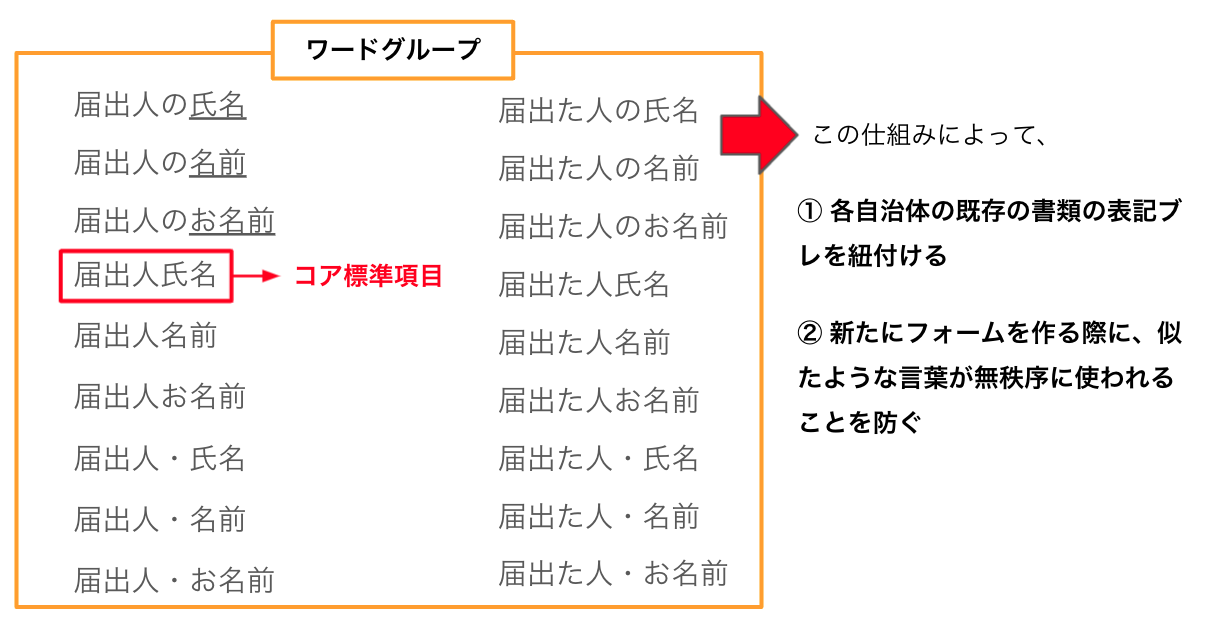 ワードグループ
届出人の氏名
届出人の名前
届出人のお名前
届出人氏名
コア標準項目
届出人名前
届出人お名前
届出人・氏名
届出人・名前
届出人・お名前
届出た人の氏名
届出た人の名前
届出た人のお名前
届出た人氏名
届出た人名前
届出た人お名前
届出た人・氏名
届出た人・名前
届出た人・お名前
この仕組みによって、
① 各自治体の既存の書類の表記ブ
レを紐付ける
② 新たにフォームを作る際に、似
たような言葉が無秩序に使われる
ことを防ぐ